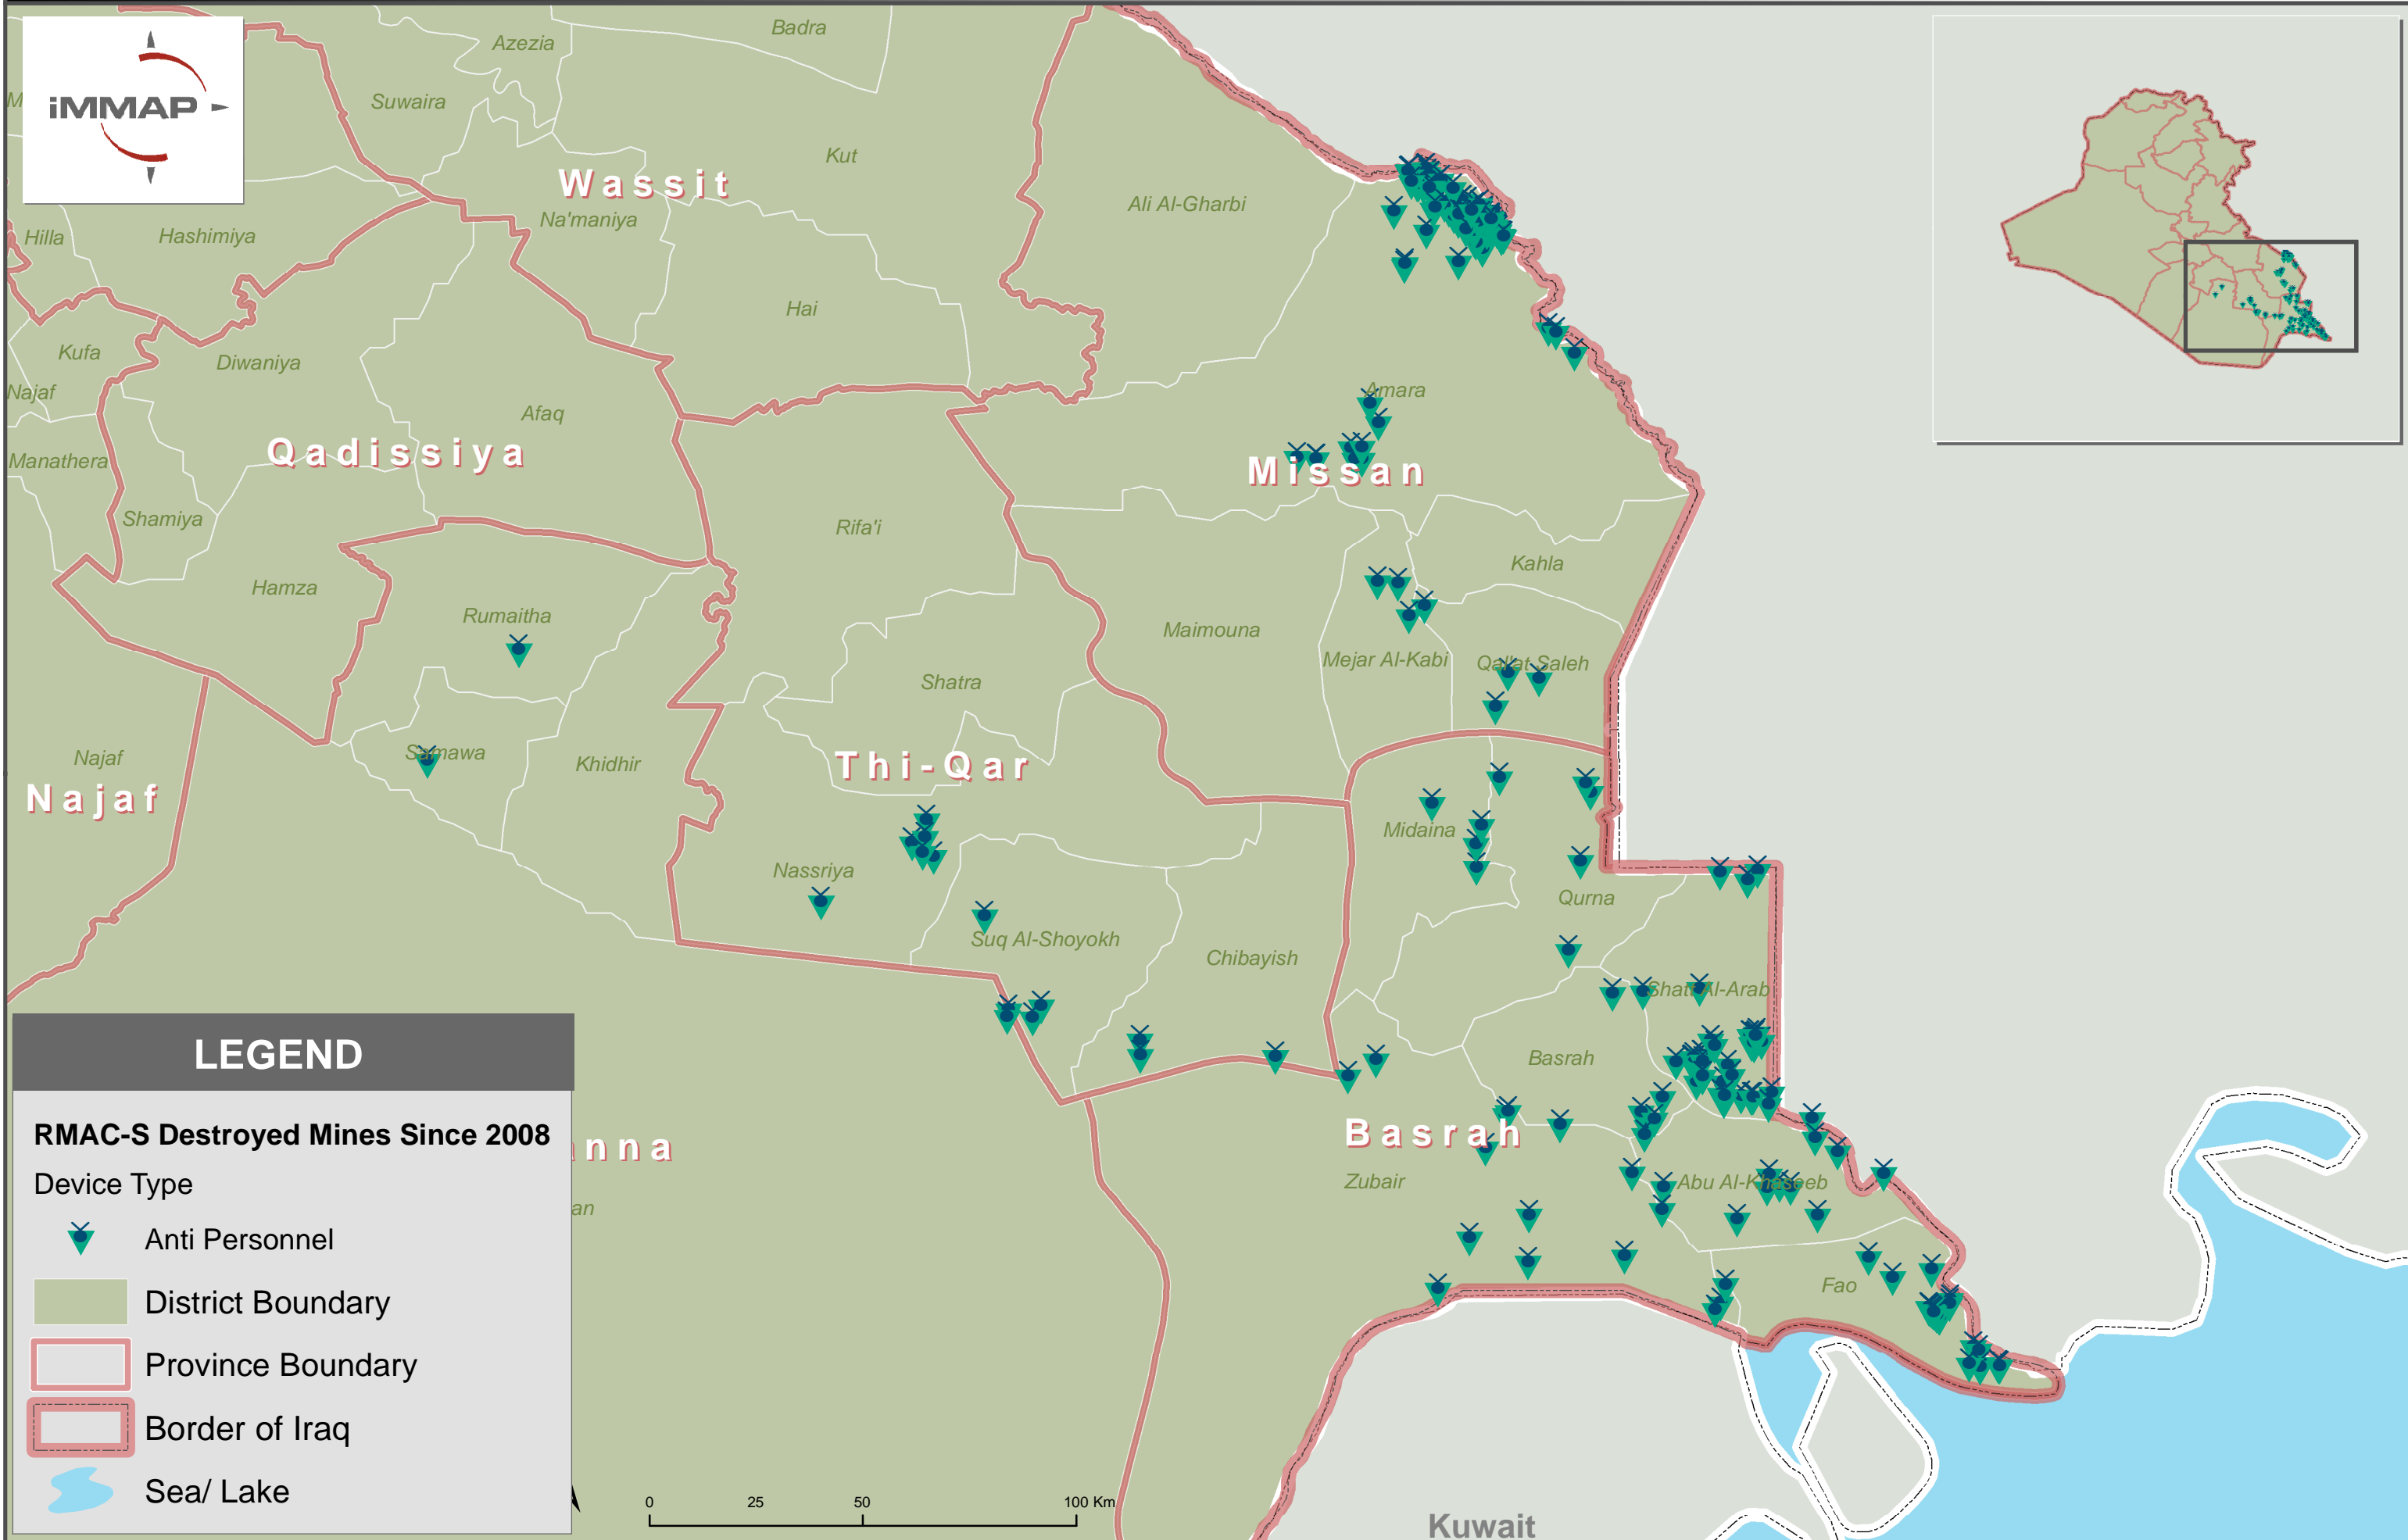 iMMAP
Azezia
Badra
M
Suwaira
Kut
Wassit
Ali Al-Gharbi
Na'maniya
Hilla
Hashimiya
Hai
Kufa
Diwaniya
Najaf
Amara
Afaq
Qadissiya
Manathera
Missan
Shamiya
Rifa'i
Kahla
Hamza
Rumaitha
Maimouna
Mejar Al-Kabi
Qal'at Saleh
Shatra
Samawa
Najaf
Khidhir
Thi-Qar
Najaf
Midaina
Nassriya
Qurna
Suq Al-Shoyokh
Chibayish
Shatt Al-Arab
Basrah
Basrah
nna
Zubair
Abu Al-Khaseeb
an
Fao
LEGEND
RMAC-S Destroyed Mines Since 2008
Device Type
Anti Personnel
District Boundary
Province Boundary
Border of Iraq
Sea/ Lake
0 25 50 100 Km
Kuwait